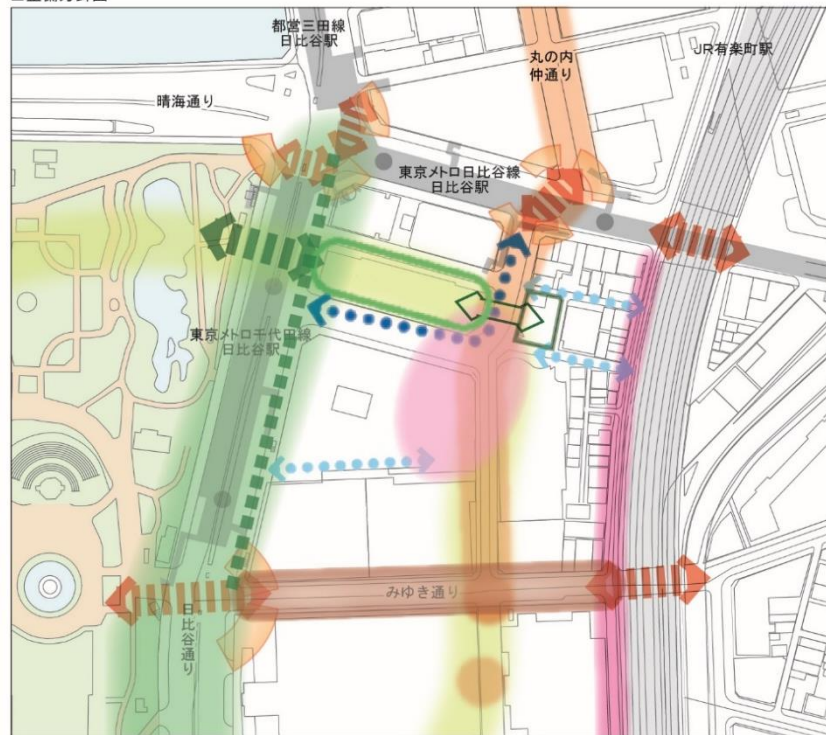 都営三田線
日比谷駅
丸の内
仲通り
JR有楽町駅
晴海通り
東京メトロ日比谷線
日比谷駅
東京メトロ千代田線
日比谷駅
みゆき通り
日比谷通り